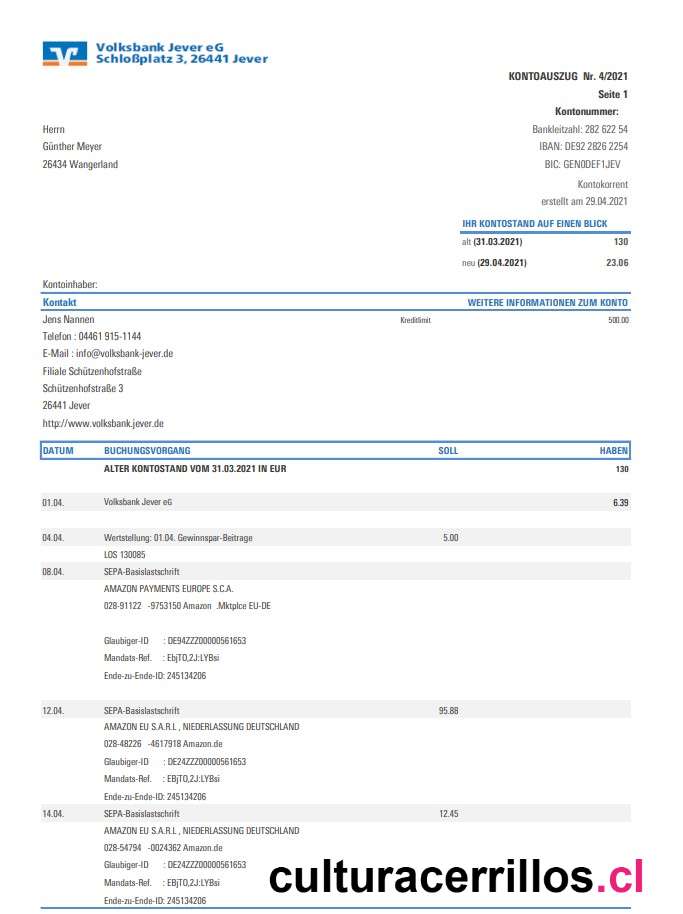 Volksbank Jever eG
Schloßplatz 3, 26441 Jever
KONTOAUSZUG Nr. 4/2021
Seite 1
Kontonummer:
Herrn
Bankleitzahl: 282 622 54
Günther Meyer
IBAN: DE92 2826 2254
26434 Wangerland
BIC: GENODEF1JEV
Kontokorrent
erstellt am 29.04.2021
IHR KONTOSTAND AUF EINEN BLICK
alt (31.03.2021) 130
neu (29.04.2021) 23.06
Kontoinhaber:
Kontakt WEITERE INFORMATIONEN ZUM KONTO
Jens Nannen Kreditlimit 500.00
Telefon : 04461 915-1144
E-Mail : info@volksbank-jever.de
Filiale Schützenhofstraße
Schützenhofstraße 3
26441 Jever
http://www.volksbank.jever.de
DATUM BUCHUNGSVORGANG SOLL HABEN
ALTER KONTOSTAND VOM 31.03.2021 IN EUR 130
01.04. Volksbank Jever eG 6.39
04.04. Wertstellung: 01.04. Gewinnspar-Beitrage 5.00
LOS 130085
08.04. SEPA-Basislastschrift
AMAZON PAYMENTS EUROPE S.C.A.
028-91122 -9753150 Amazon .Mktplce EU-DE
Glaubiger-ID : DE94ZZZ00000561653
Mandats-Ref. : EbjTO,2J:LYBsi
Ende-zu-Ende-ID: 245134206
12.04. SEPA-Basislastschrift 95.88
AMAZON EU S.A.R.L , NIEDERLASSUNG DEUTSCHLAND
028-48226 -4617918 Amazon.de
Glaubiger-ID : DE24ZZZ00000561653
Mandats-Ref. : EBjTO,2J:LYBsi
Ende-zu-Ende-ID: 245134206
14.04. SEPA-Basislastschrift 12.45
AMAZON EU S.A.R.L , NIEDERLASSUNG DEUTSCHLAND
028-54794 -0024362 Amazon.de
Glaubiger-ID : DE24ZZZ00000561653
Mandats-Ref. : EBjTO,2J:LYBsi
Ende-zu-Ende-ID: 245134206
culturacerrillos.cl